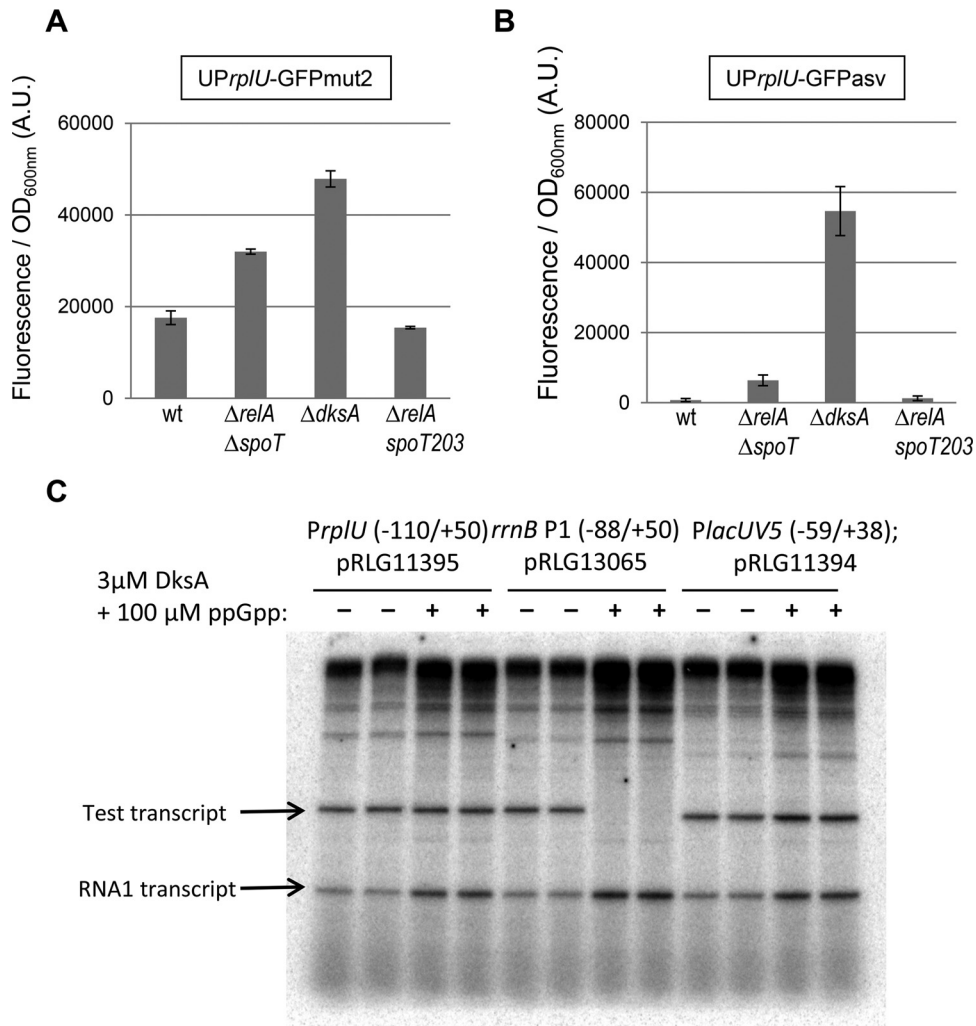 A
UPrplU-GFPmut2
Fluorescence / OD600nm (A.U.)
60000
40000
20000
0
wt
ΔrelA
ΔspoT
ΔdksA
ΔrelA
spoT203
B
UPrplU-GFPasv
Fluorescence / OD600nm (A.U.)
80000
60000
40000
20000
0
wt
ΔrelA
ΔspoT
ΔdksA
ΔrelA
spoT203
C
PrplU (-110/+50) rrnB P1 (-88/+50) PlacUV5 (-59/+38);
pRLG11395 pRLG13065 pRLG11394
3μM DksA
+ 100 μM ppGpp: – – + + – – + + – – + +
Test transcript
RNA1 transcript